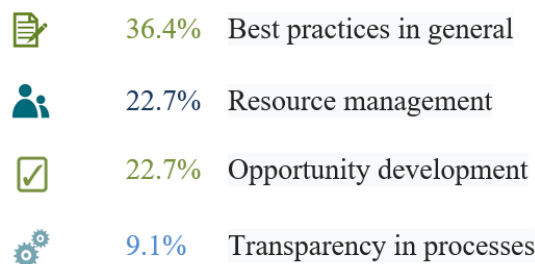 36.4% Best practices in general
22.7% Resource management
22.7% Opportunity development
9.1% Transparency in processes